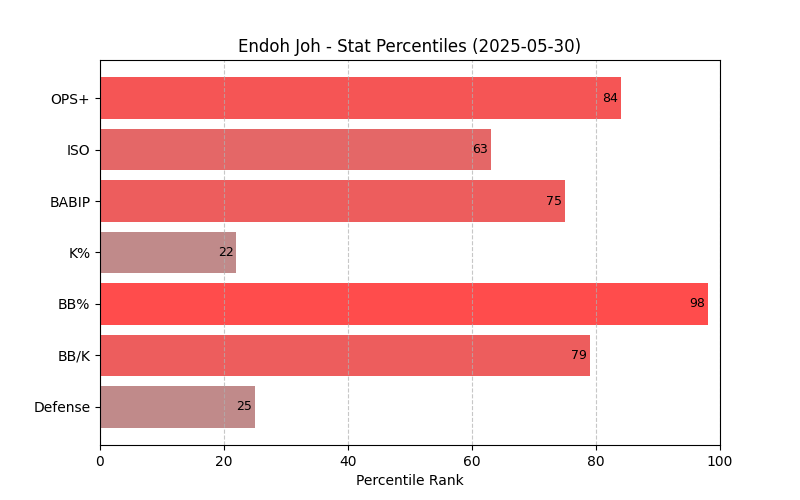 Endoh Joh - Stat Percentiles (2025-05-30)
OPS+ 84
ISO 63
BABIP 75
K% 22
BB% 98
BB/K 79
Defense 25
0 20 40 60 80 100
Percentile Rank